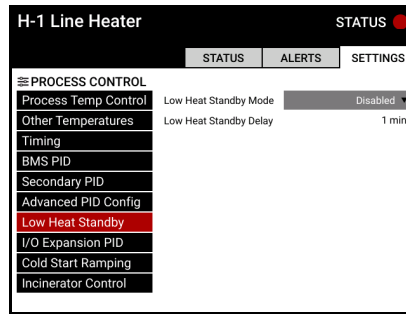 H-1 Line Heater
STATUS
STATUS ALERTS SETTINGS
PROCESS CONTROL
Process Temp Control
Low Heat Standby Mode Disabled
Other Temperatures
Low Heat Standby Delay 1 min
Timing
BMS PID
Secondary PID
Advanced PID Config
Low Heat Standby
I/O Expansion PID
Cold Start Ramping
Incinerator Control